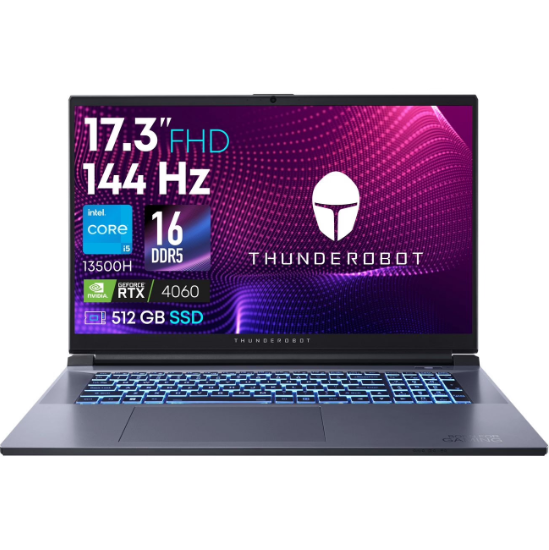 17.3" FHD
144 Hz
intel
CORE
i5
13500H
16
DDR5
THUNDEROBOT
NVIDIA
GEFORCE
RTX
4060
512 GB SSD
THUNDEROBOT